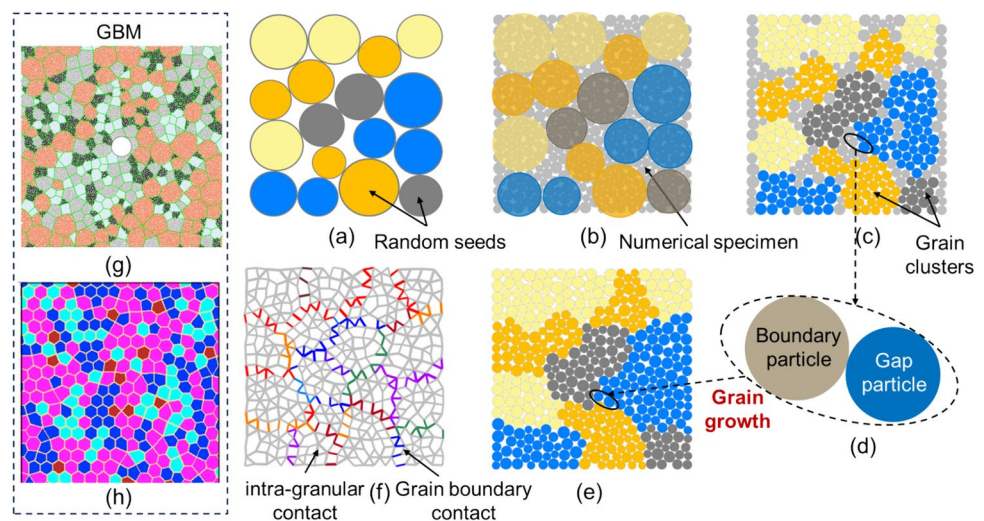 GBM
(g)
(h)
(a)
Random seeds
(b)
Numerical specimen
(c)
Grain
clusters
Boundary
particle
Gap
particle
(d)
Grain
growth
(e)
(f)
intra-granular
contact
Grain boundary
contact